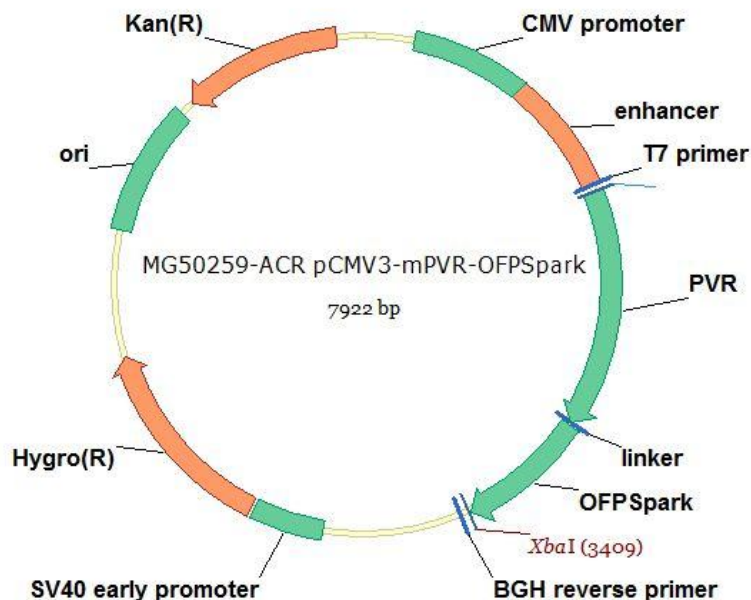 Kan(R)
CMV promoter
enhancer
ori
T7 primer
MG50259-ACR pCMV3-mPVR-OFPSpark
PVR
7922 bp
Hygro(R)
linker
OFPSpark
XbaI (3409)
SV40 early promoter
BGH reverse primer